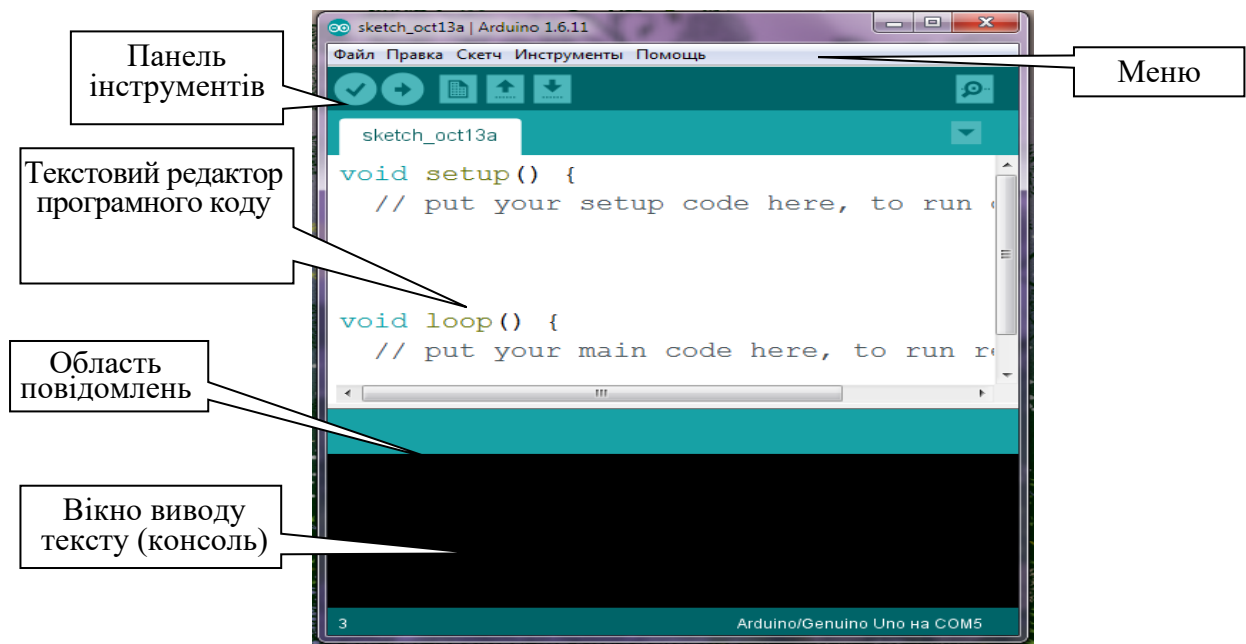 sketch_oct13a | Arduino 1.6.11
Файл Правка Скетч Инструменты Помощь
Панель
інструментів
Меню
sketch_oct13a
Текстовий редактор
програмного коду
void setup() {
// put your setup code here, to run
void loop() {
// put your main code here, to run
Область
повідомлень
Вікно виводу
тексту (консоль)
3
Arduino/Genuino Uno на COM5